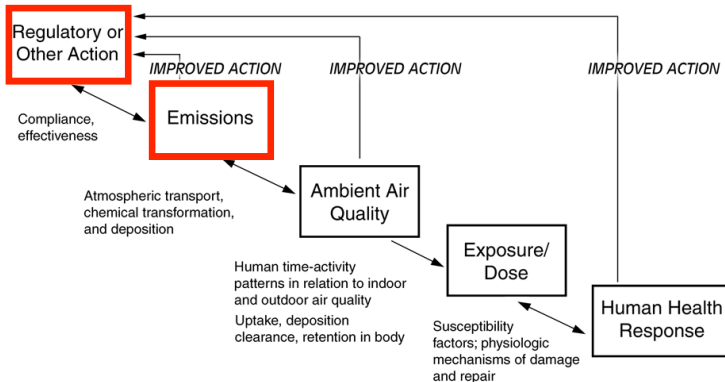 Regulatory or
Other Action
IMPROVED ACTION
IMPROVED ACTION
IMPROVED ACTION
Compliance,
effectiveness
Emissions
Atmospheric transport,
chemical transformation,
and deposition
Ambient Air
Quality
Human time-activity
patterns in relation to indoor
and outdoor air quality
Uptake, deposition
clearance, retention in body
Exposure/
Dose
Susceptibility
factors; physiologic
mechanisms of damage
and repair
Human Health
Response